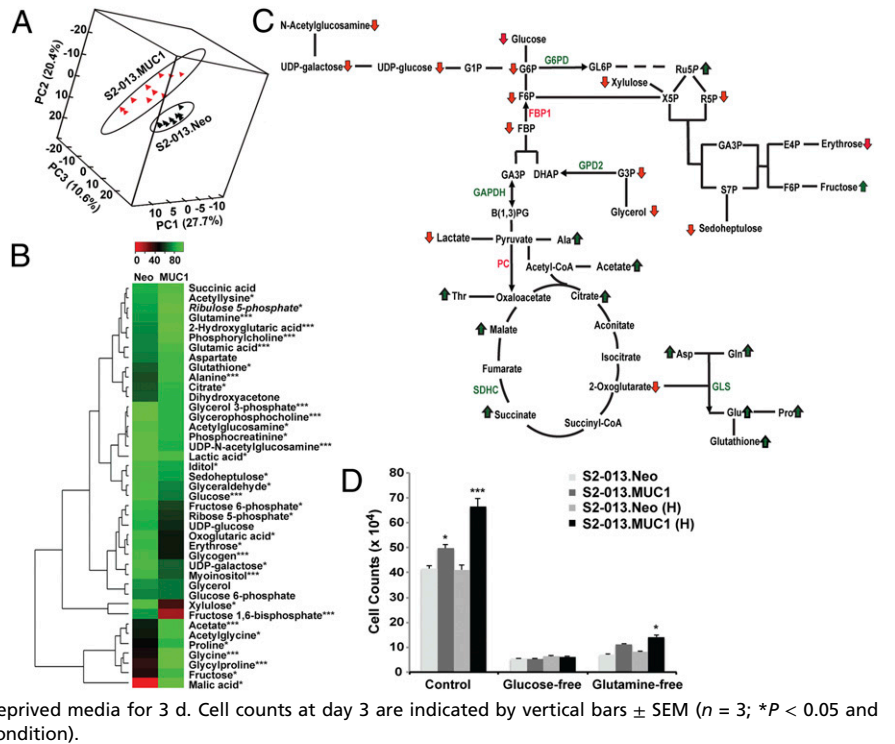 A
-20
-10
0
10
20
PC2 (20.4%)
S2-013.MUC1
S2-013.Neo
-20
-10
0
10
20
PC3 (10.6%)
10 5 0 -5 -10
PC1 (27.7%)
B
0 40 80
Neo MUC1
Succinic acid
Acetyllysine*
Ribulose 5-phosphate*
Glutamine***
2-Hydroxyglutaric acid***
Phosphorylcholine***
Glutamic acid***
Aspartate
Glutathione*
Alanine***
Citrate*
Dihydroxyacetone
Glycerol 3-phosphate***
Glycerophosphocholine***
Acetylglucosamine*
Phosphocreatinine*
UDP-N-acetylglucosamine***
Lactic acid*
Iditol*
Sedoheptulose*
Glyceraldehyde*
Glucose***
Fructose 6-phosphate*
Ribose 5-phosphate*
UDP-glucose
Oxoglutaric acid*
Erythrose*
Glycogen***
UDP-galactose*
Myoinositol***
Glycerol
Glucose 6-phosphate
Xylulose*
Fructose 1,6-bisphosphate***
Acetate***
Acetylglycine*
Proline*
Glycine***
Glycylproline***
Fructose*
Malic acid*
C
N-Acetylglucosamine
Glucose
UDP-galactose
UDP-glucose
G1P
G6P
G6PD
GL6P
Ru5P
Xylulose
F6P
X5P
R5P
FBP1
FBP
GA3P
DHAP
GPD2
G3P
GA3P
E4P
Erythrose
GAPDH
S7P
F6P
Fructose
B(1,3)PG
Glycerol
Sedoheptulose
Lactate
Pyruvate
Ala
PC
Acetyl-CoA
Acetate
Thr
Oxaloacetate
Citrate
Malate
Aconitate
Fumarate
Isocitrate
Asp
Gln
SDHC
2-Oxoglutarate
GLS
Succinate
Succinyl-CoA
Glu
Pro
Glutathione
D
80
70
60
50
40
30
20
10
0
Cell Counts (x 10⁴)
S2-013.Neo
S2-013.MUC1
S2-013.Neo (H)
S2-013.MUC1 (H)
*
***
*
Control
Glucose-free
Glutamine-free
eprived media for 3 d. Cell counts at day 3 are indicated by vertical bars ± SEM (n = 3; *P < 0.05 and
ondition).